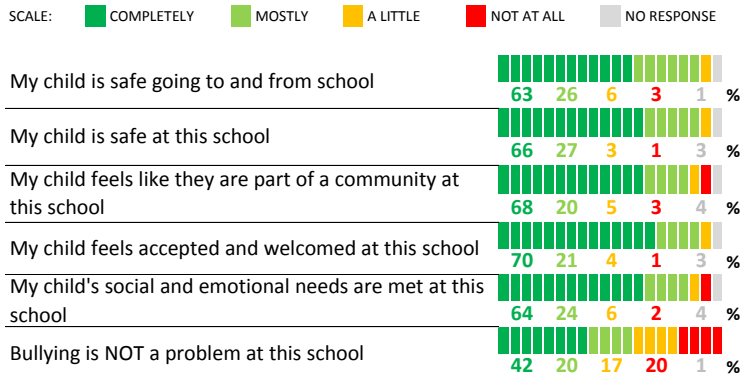 SCALE: COMPLETELY MOSTLY A LITTLE NOT AT ALL NO RESPONSE
My child is safe going to and from school
63 26 6 3 1 %
My child is safe at this school
66 27 3 1 3 %
My child feels like they are part of a community at
this school
68 20 5 3 4 %
My child feels accepted and welcomed at this school
70 21 4 1 3 %
My child's social and emotional needs are met at this
school
64 24 6 2 4 %
Bullying is NOT a problem at this school
42 20 17 20 1 %